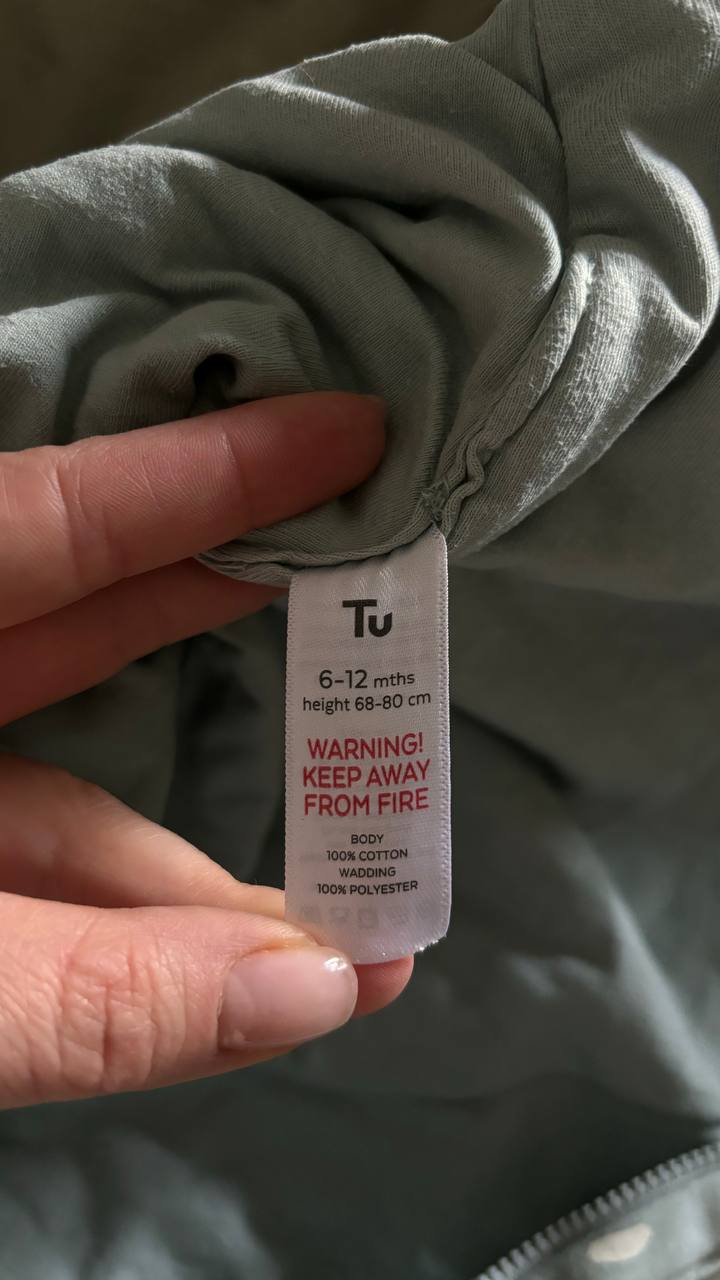 Tu
6-12 mths
height 68-80 cm
WARNING!
KEEP AWAY
FROM FIRE
BODY
100% COTTON
WADDING
100% POLYESTER